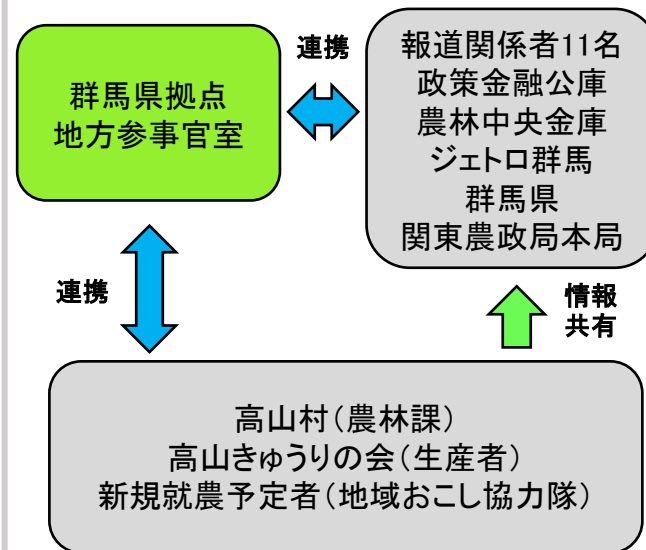 群馬県拠点
地方参事官室
連携
報道関係者11名
政策金融公庫
農林中央金庫
ジェトロ群馬
群馬県
関東農政局本局
連携
情報
共有
高山村（農林課）
高山きゅうりの会（生産者）
新規就農予定者（地域おこし協力隊）